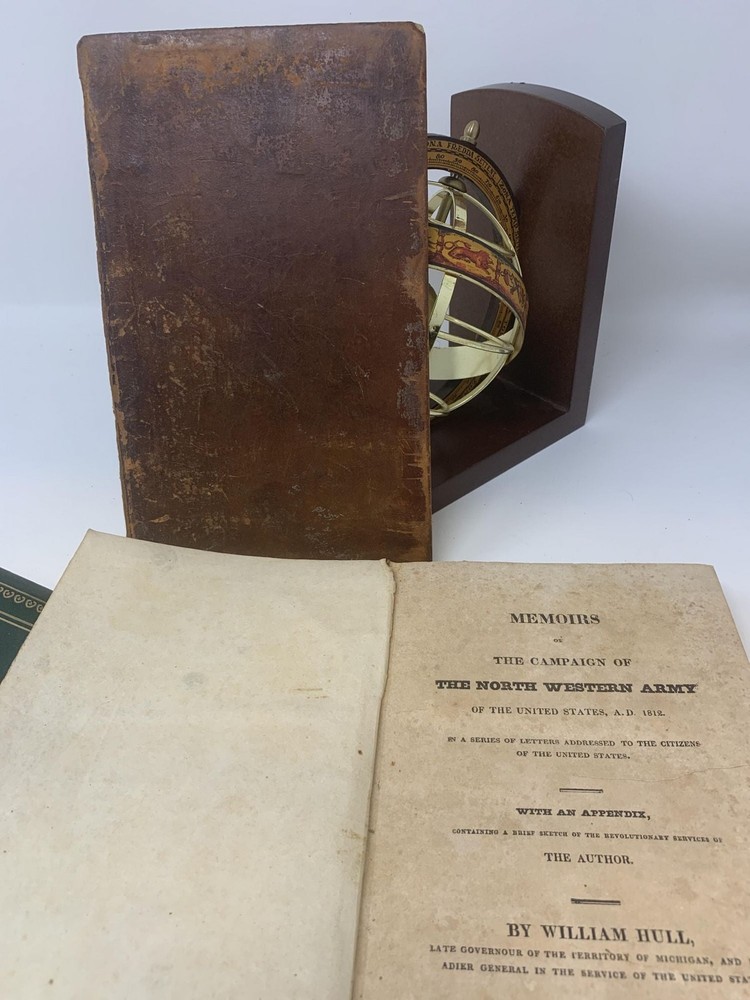 MEMOIRS
OF
THE CAMPAIGN OF
THE NORTH WESTERN ARMY
OF THE UNITED STATES, A.D. 1812.
IN A SERIES OF LETTERS ADDRESSED TO THE CITIZENS
OF THE UNITED STATES.
WITH AN APPENDIX,
CONTAINING A BRIEF SKETCH OF THE REVOLUTIONARY SERVICES OF
THE AUTHOR.
BY WILLIAM HULL,
LATE GOVERNOUR OF THE TERRITORY OF MICHIGAN, AND
ADIER GENERAL IN THE SERVICE OF THE UNITED STA